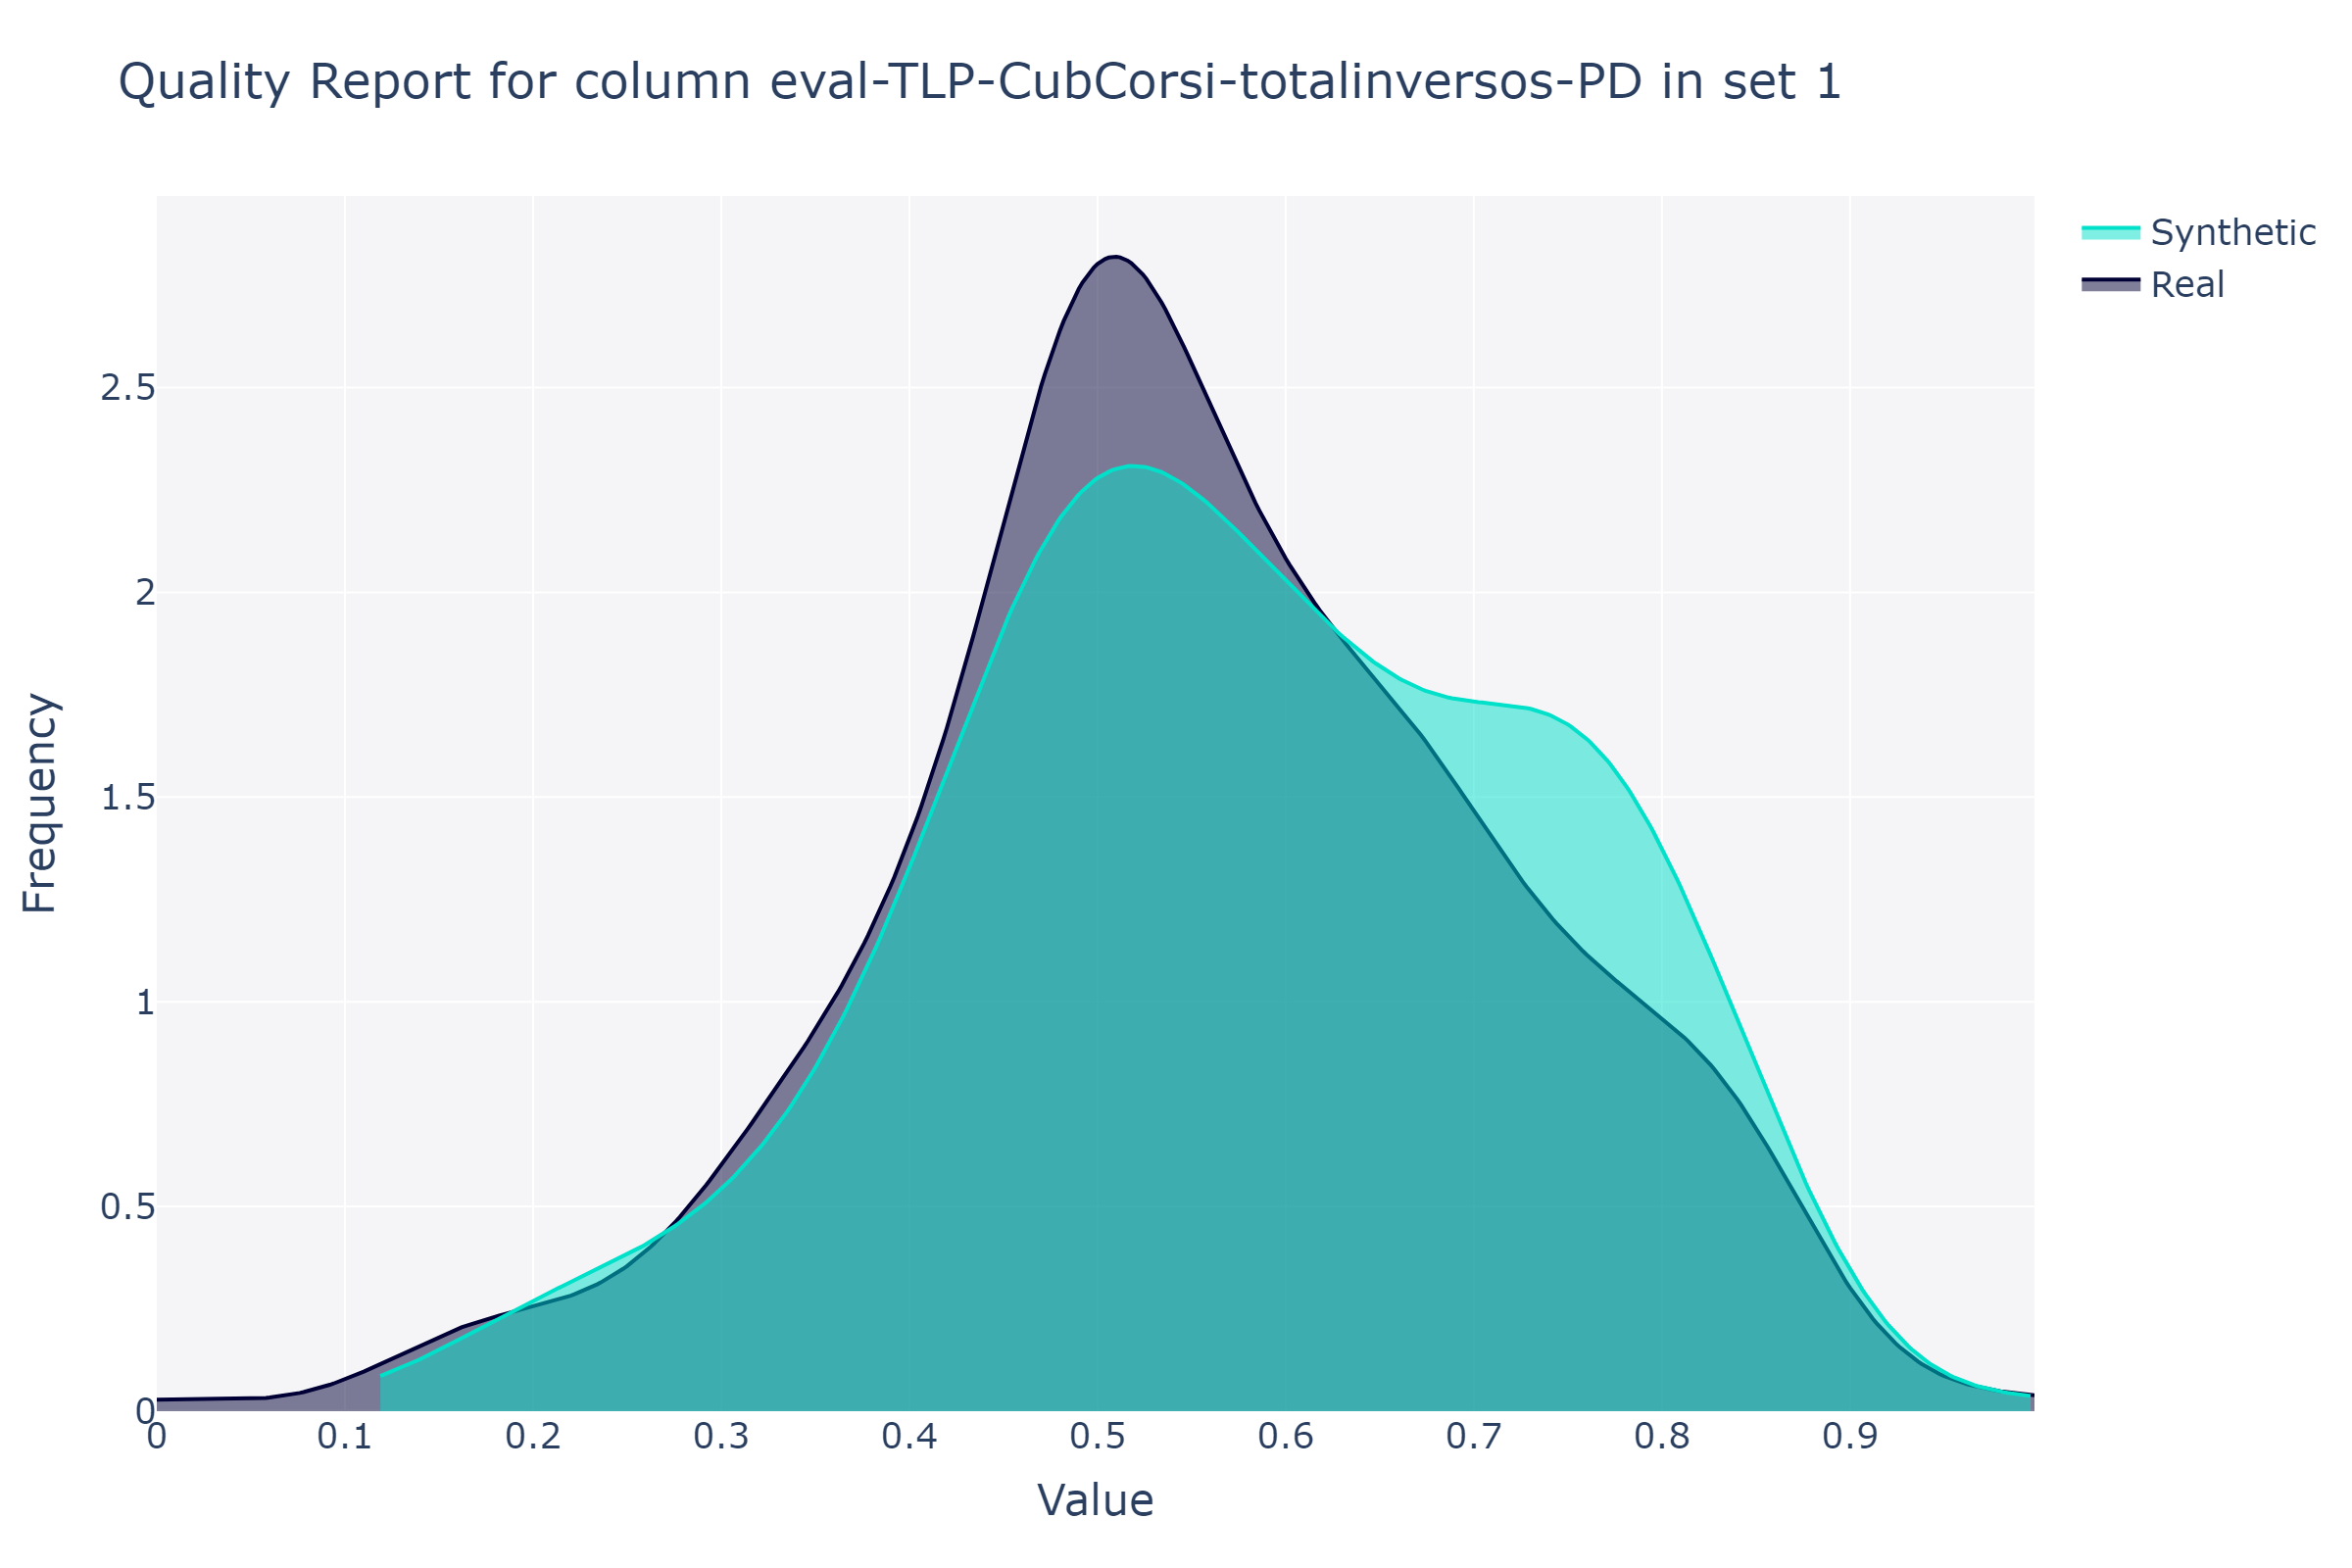 Quality Report for column eval-TLP-CubCorsi-totalinversos-PD in set 1
Synthetic
Real
2.5
2
1.5
1
0.5
0
Frequency
0 0.1 0.2 0.3 0.4 0.5 0.6 0.7 0.8 0.9
Value